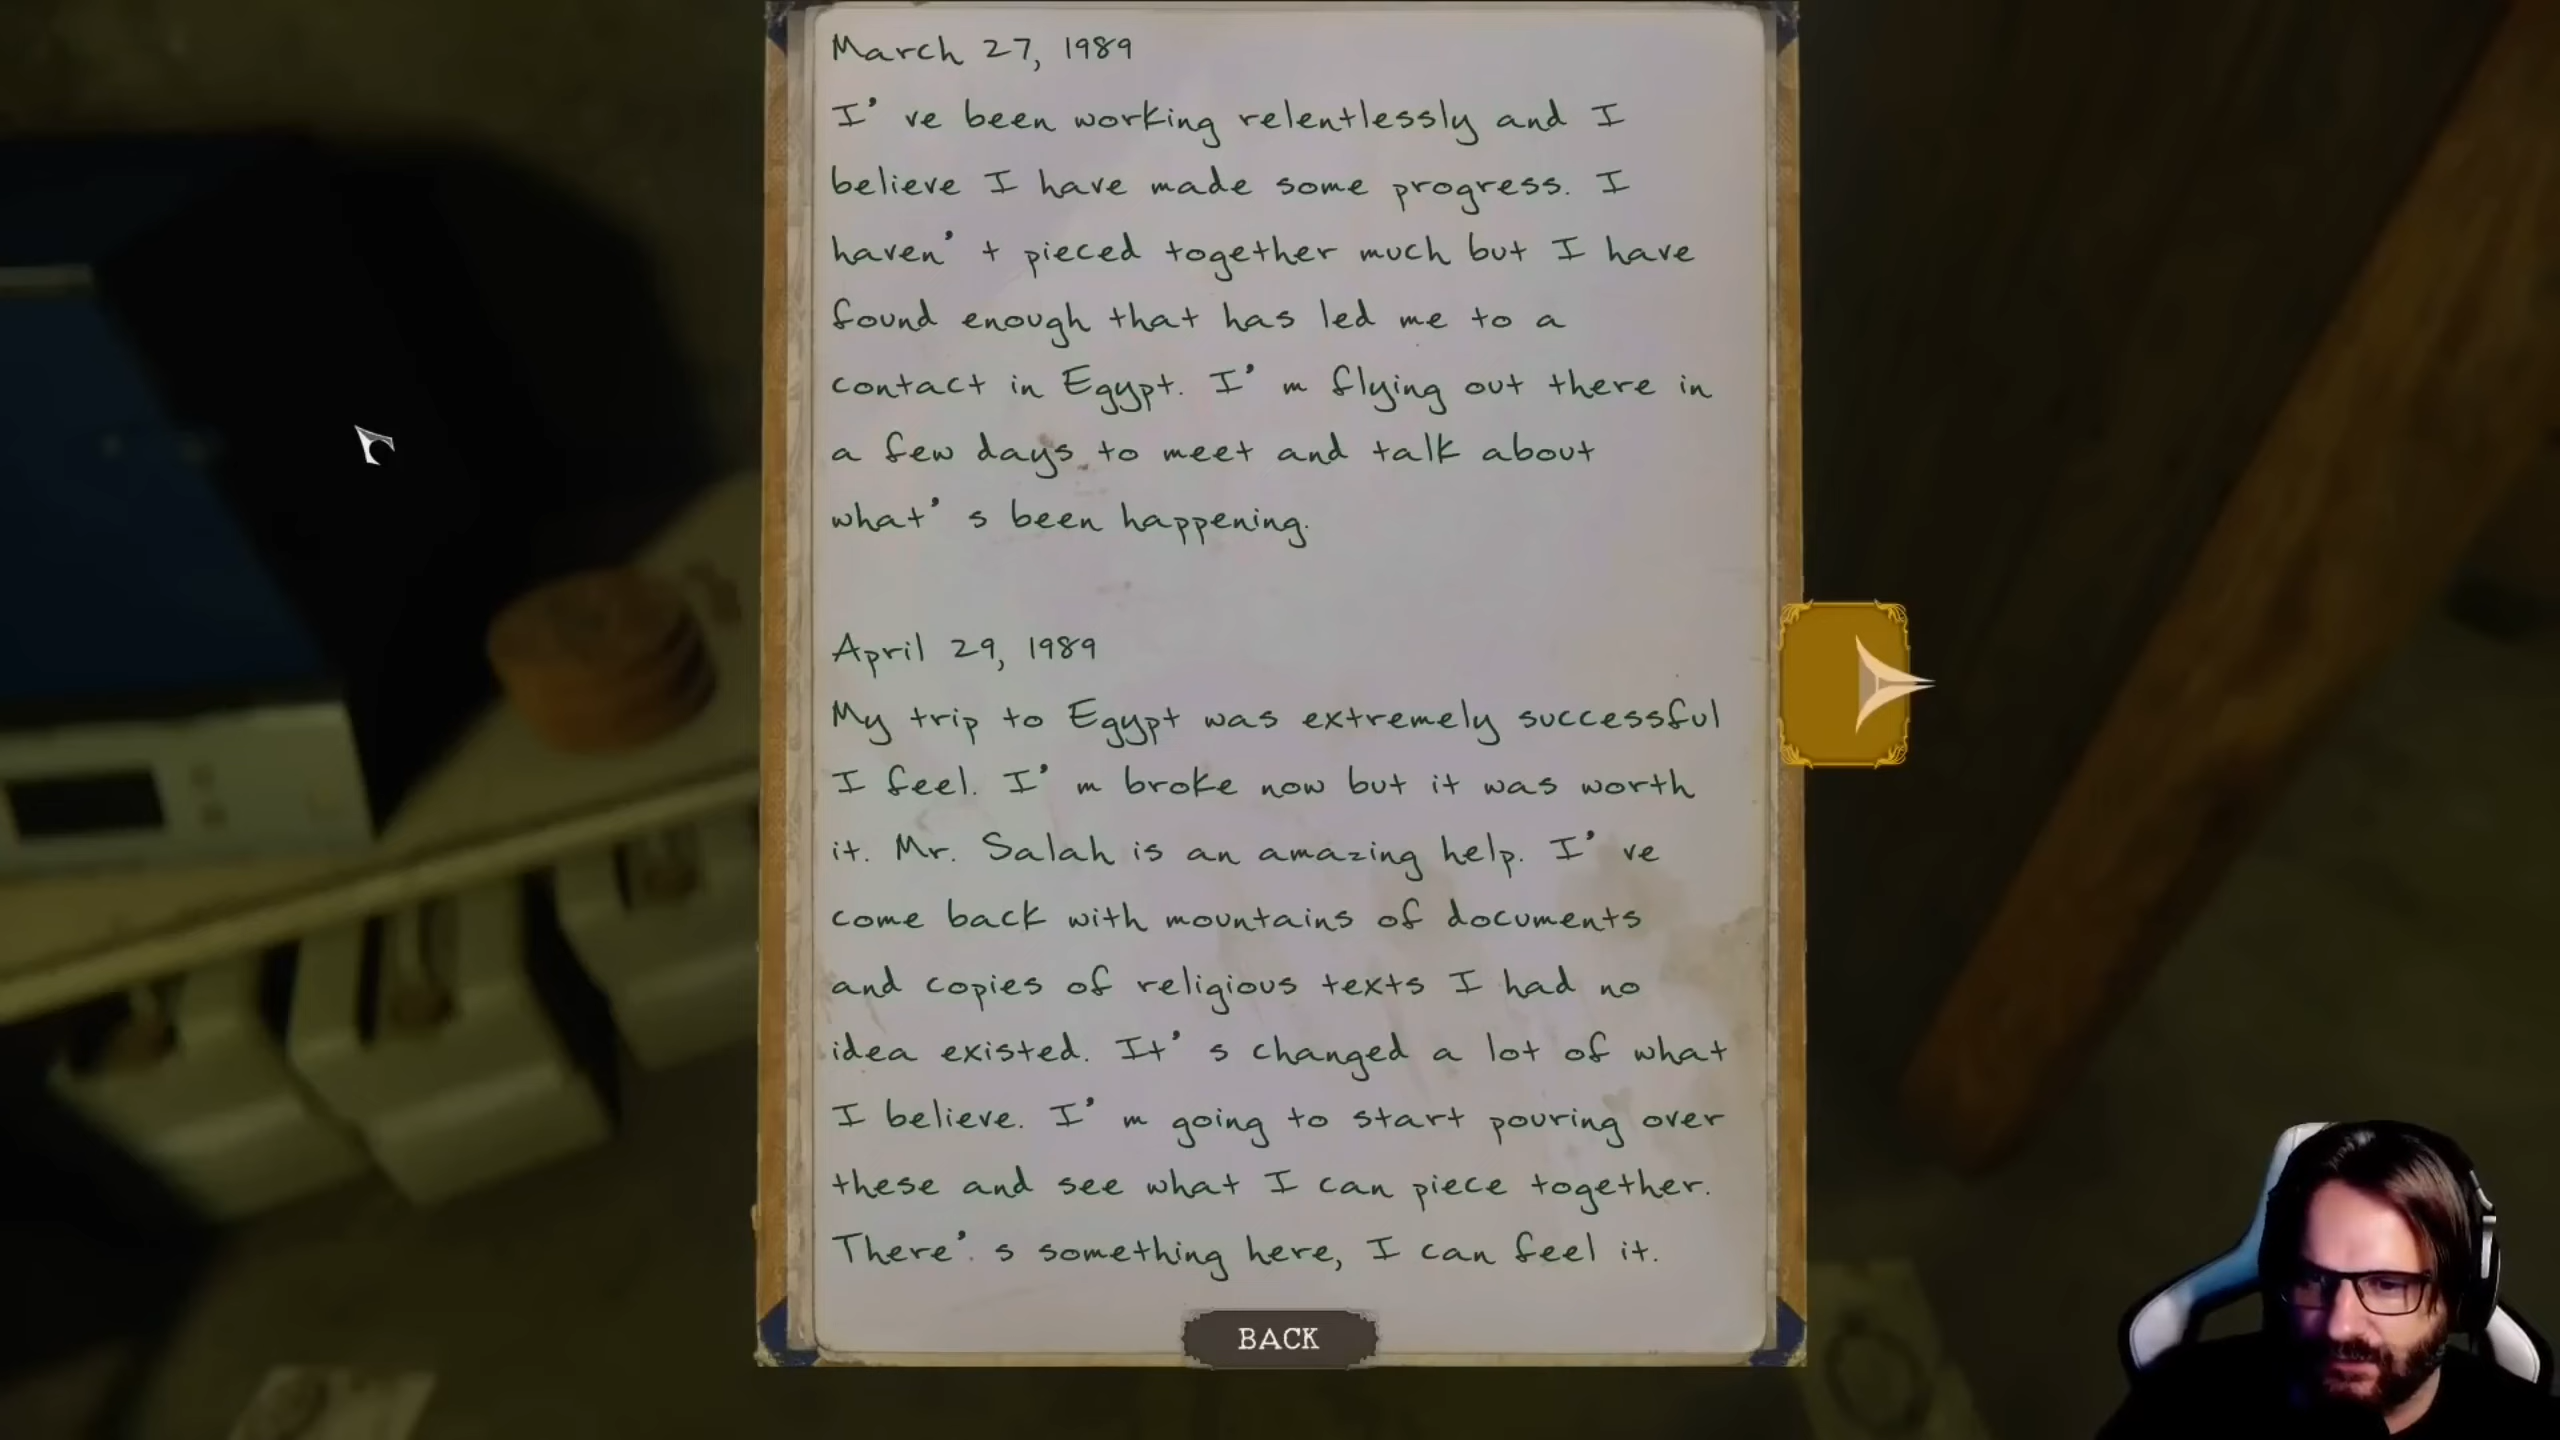 March 27, 1989
I' ve been working relentlessly and I
believe I have made some progress. I
haven' t pieced together much but I have
found enough that has led me to a
contact in Egypt. I' m flying out there in
a few days to meet and talk about
what' s been happening.
April 29, 1989
My trip to Egypt was extremely successful
I feel. I' m broke now but it was worth
it. Mr. Salah is an amazing help. I' ve
come back with mountains of documents
and copies of religious texts I had no
idea existed. It' s changed a lot of what
I believe. I' m going to start pouring over
these and see what I can piece together.
There' s something here, I can feel it.
BACK